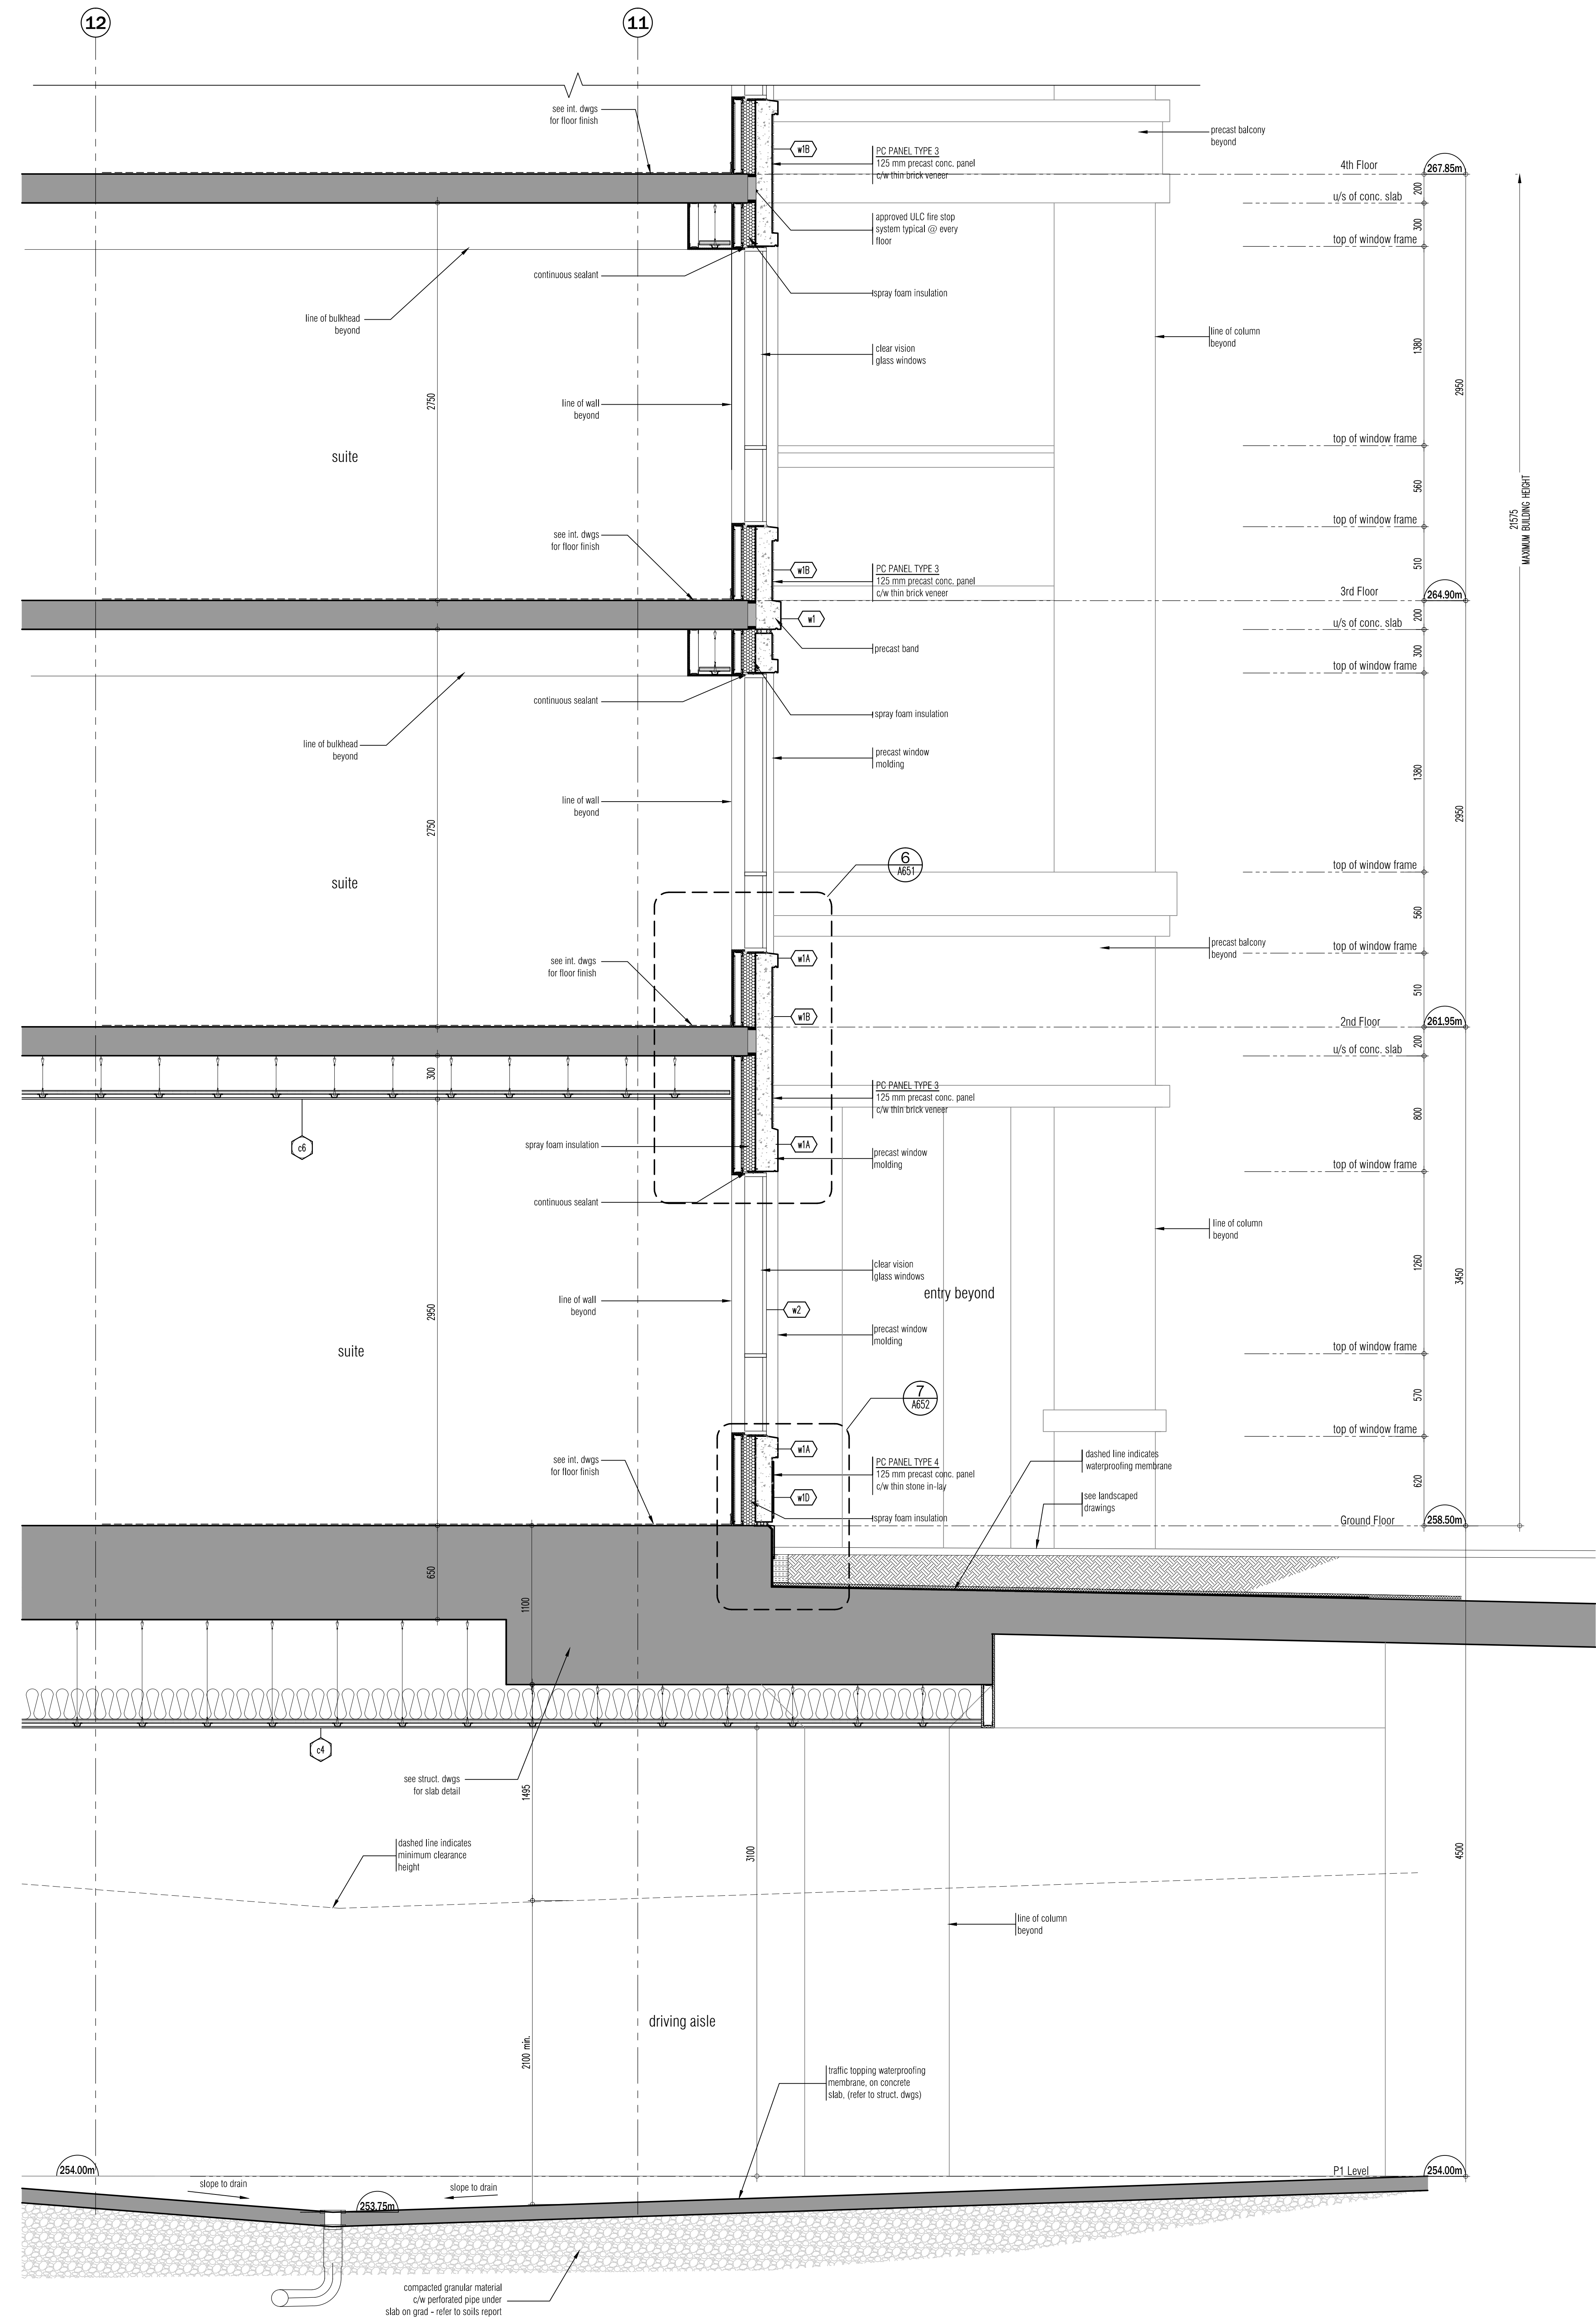 12
11
see int. dwgs
for floor finish
w1B
PC PANEL TYPE 3
125 mm precast conc. panel
c/w thin brick veneer
precast balcony
beyond
4th Floor
267.85m
200
u/s of conc. slab
300
top of window frame
approved ULC fire stop
system typical @ every
floor
continuous sealant
spray foam insulation
line of bulkhead
beyond
line of column
beyond
clear vision
glass windows
1380
2950
2750
line of wall
beyond
suite
top of window frame
560
21575
MAXIMUM BUILDING HEIGHT
top of window frame
see int. dwgs
for floor finish
510
w1B
PC PANEL TYPE 3
125 mm precast conc. panel
c/w thin brick veneer
3rd Floor
264.90m
w1
200
u/s of conc. slab
precast band
300
top of window frame
continuous sealant
spray foam insulation
line of bulkhead
beyond
precast window
molding
1380
2950
line of wall
beyond
2750
6
A651
top of window frame
suite
560
precast balcony
beyond
top of window frame
see int. dwgs
for floor finish
w1A
510
w1B
2nd Floor
261.95m
200
u/s of conc. slab
300
PC PANEL TYPE 3
125 mm precast conc. panel
c/w thin brick veneer
800
c6
spray foam insulation
w1A
precast window
molding
top of window frame
continuous sealant
line of column
beyond
clear vision
glass windows
1260
3450
entry beyond
line of wall
beyond
w2
2950
precast window
molding
suite
top of window frame
570
7
A652
top of window frame
w1A
see int. dwgs
for floor finish
PC PANEL TYPE 4
125 mm precast conc. panel
c/w thin stone in-lay
dashed line indicates
waterproofing membrane
620
w1D
see landscaped
drawings
spray foam insulation
Ground Floor
258.50m
650
1100
c4
see struct. dwgs
for slab detail
1495
dashed line indicates
minimum clearance
height
3100
4500
line of column
beyond
driving aisle
2100 min.
traffic topping waterproofing
membrane, on concrete
slab, (refer to struct. dwgs)
254.00m
P1 Level
254.00m
slope to drain
slope to drain
253.75m
compacted granular material
c/w perforated pipe under
slab on grad - refer to soils report